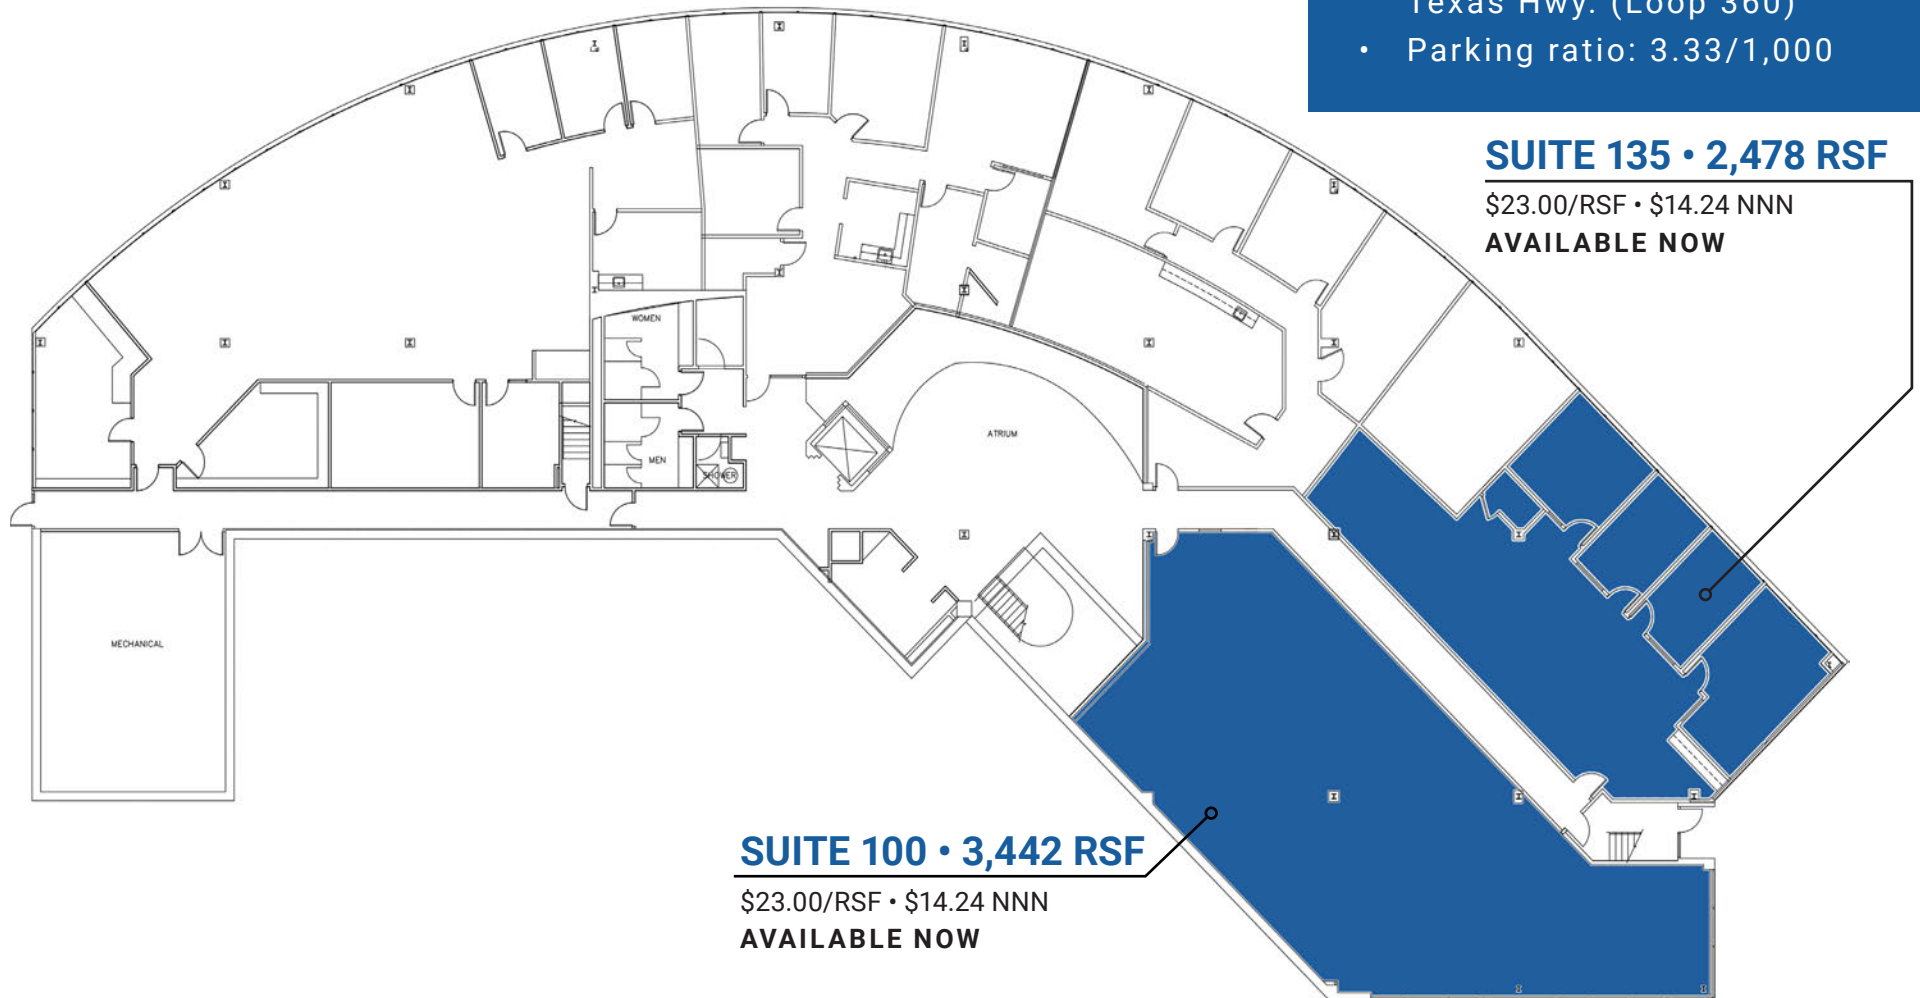 Texas Hwy. (Loop 360)
• Parking ratio: 3.33/1,000
SUITE 135 • 2,478 RSF
$23.00/RSF • $14.24 NNN
AVAILABLE NOW
WOMEN
ATRIUM
MEN
SHOWER
MECHANICAL
SUITE 100 • 3,442 RSF
$23.00/RSF • $14.24 NNN
AVAILABLE NOW